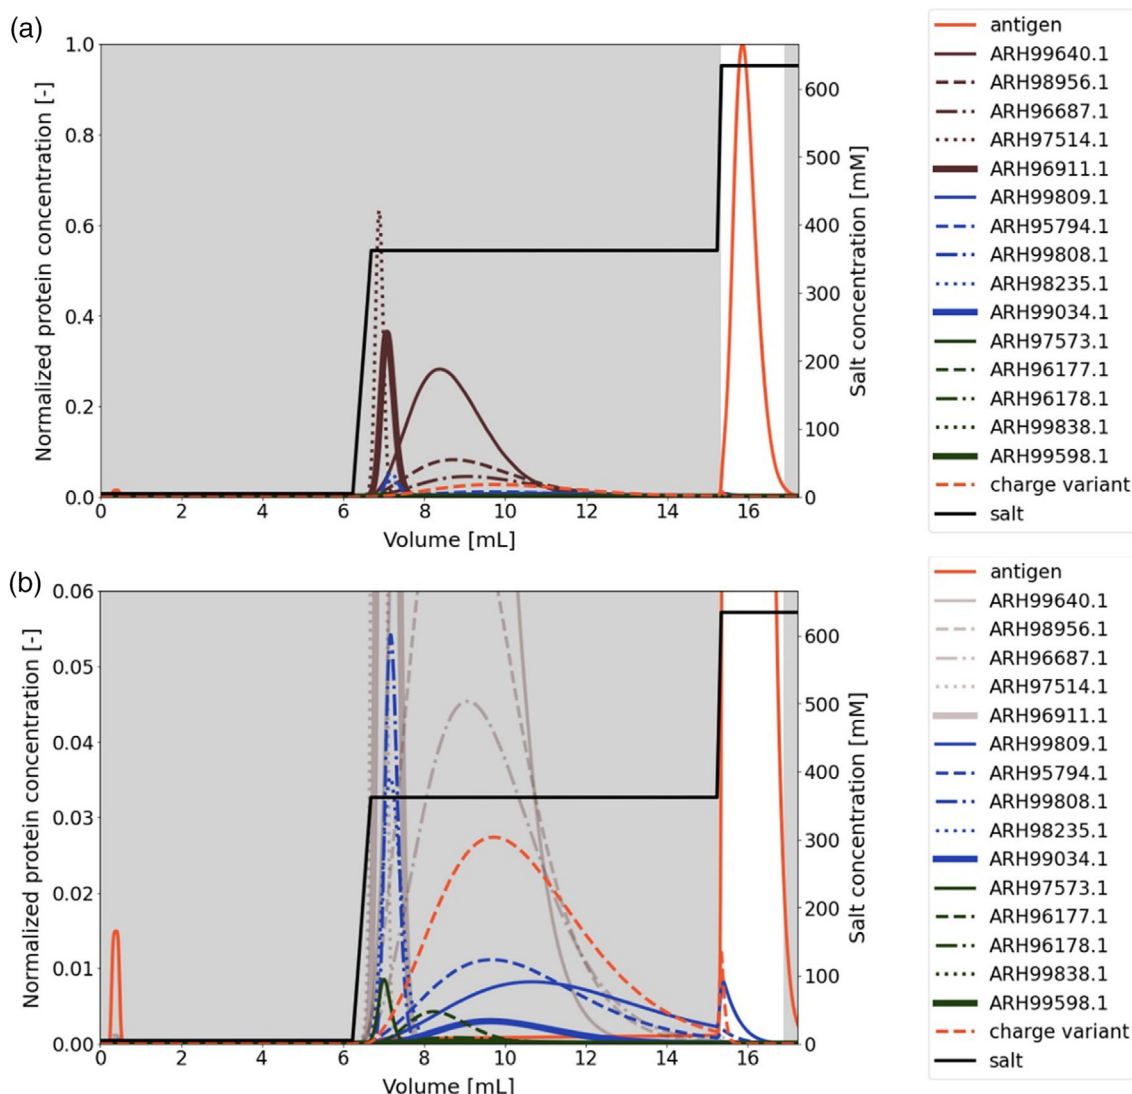 (a)
Normalized protein concentration [-]
1.0
0.8
0.6
0.4
0.2
0.0
0 2 4 6 8 10 12 14 16
Volume [mL]
600
500
400
300
200
100
0
Salt concentration [mM]
antigen
ARH99640.1
ARH98956.1
ARH96687.1
ARH97514.1
ARH96911.1
ARH99809.1
ARH95794.1
ARH99808.1
ARH98235.1
ARH99034.1
ARH97573.1
ARH96177.1
ARH96178.1
ARH99838.1
ARH99598.1
charge variant
salt
(b)
Normalized protein concentration [-]
0.06
0.05
0.04
0.03
0.02
0.01
0.00
0 2 4 6 8 10 12 14 16
Volume [mL]
600
500
400
300
200
100
0
Salt concentration [mM]
antigen
ARH99640.1
ARH98956.1
ARH96687.1
ARH97514.1
ARH96911.1
ARH99809.1
ARH95794.1
ARH99808.1
ARH98235.1
ARH99034.1
ARH97573.1
ARH96177.1
ARH96178.1
ARH99838.1
ARH99598.1
charge variant
salt